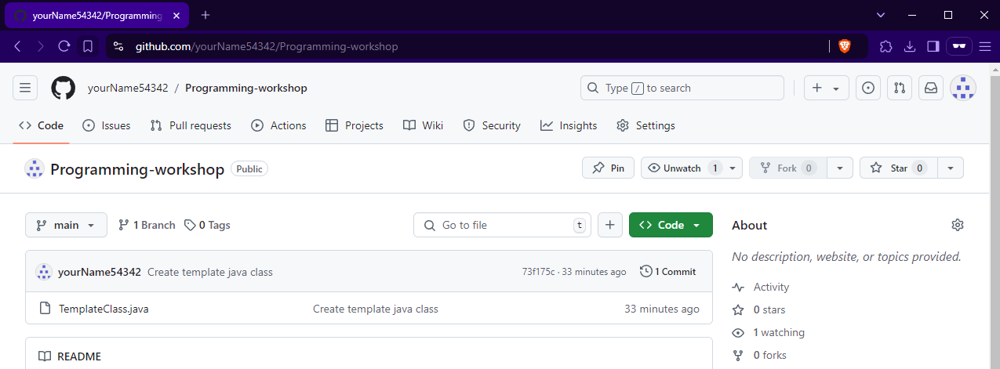 yourName54342/Programming
github.com/yourName54342/Programming-workshop
yourName54342 / Programming-workshop
Type / to search
Code Issues Pull requests Actions Projects Wiki Security Insights Settings
Programming-workshop Public
Pin Unwatch 1 Fork 0 Star 0
main 1 Branch 0 Tags Go to file t Code
About
No description, website, or topics provided.
yourName54342 Create template java class 73f175c · 33 minutes ago 1 Commit
TemplateClass.java Create template java class 33 minutes ago
README
Activity
0 stars
1 watching
0 forks